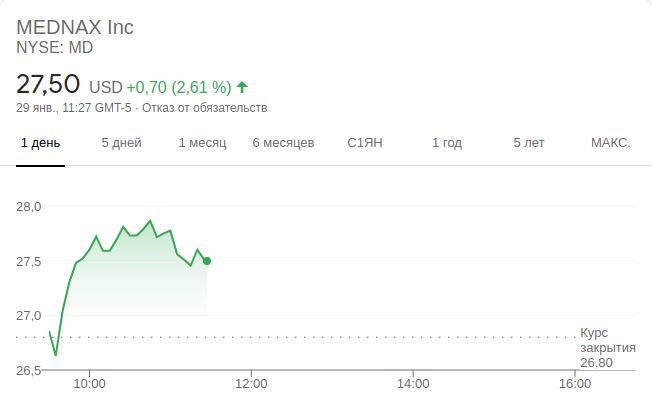 MEDNAX Inc
NYSE: MD
27,50 USD +0,70 (2,61 %)
29 янв., 11:27 GMT-5 · Отказ от обязательств
1 день 5 дней 1 месяц 6 месяцев С1ЯН 1 год 5 лет МАКС.
28,0
27,5
27,0
Курс
закрытия
26,80
26,5
10:00 12:00 14:00 16:00